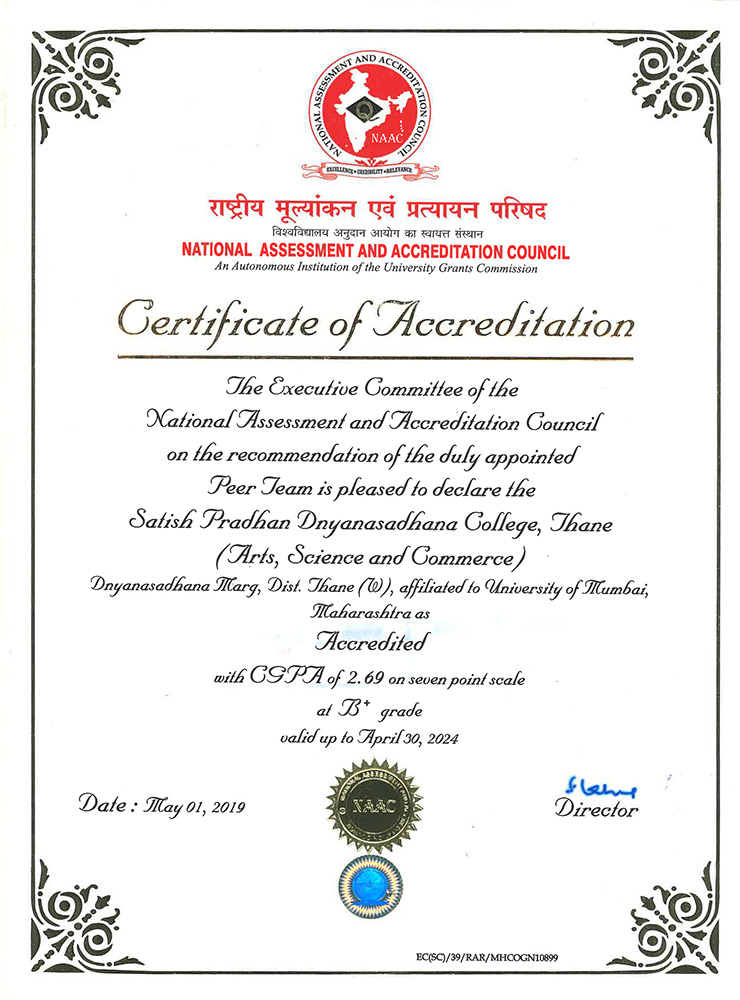 NATIONAL ASSESSMENT AND ACCREDITATION COUNCIL
NAAC
EXCELLENCE • CREDIBILITY • RELEVANCE
राष्ट्रीय मूल्यांकन एवं प्रत्यायन परिषद
विश्वविद्यालय अनुदान आयोग का स्वायत्त संस्थान
NATIONAL ASSESSMENT AND ACCREDITATION COUNCIL
An Autonomous Institution of the University Grants Commission
Certificate of Accreditation
The Executive Committee of the
National Assessment and Accreditation Council
on the recommendation of the duly appointed
Peer Team is pleased to declare the
Satish Pradhan Dnyanasadhana College, Thane
(Arts, Science and Commerce)
Dnyanasadhana Marg, Dist. Thane (W), affiliated to University of Mumbai,
Maharashtra as
Accredited
with CGPA of 2.69 on seven point scale
at B+ grade
valid up to April 30, 2024
Date : May 01, 2019
NAAC
Director
EC(SC)/39/RAR/MHCOGN10899